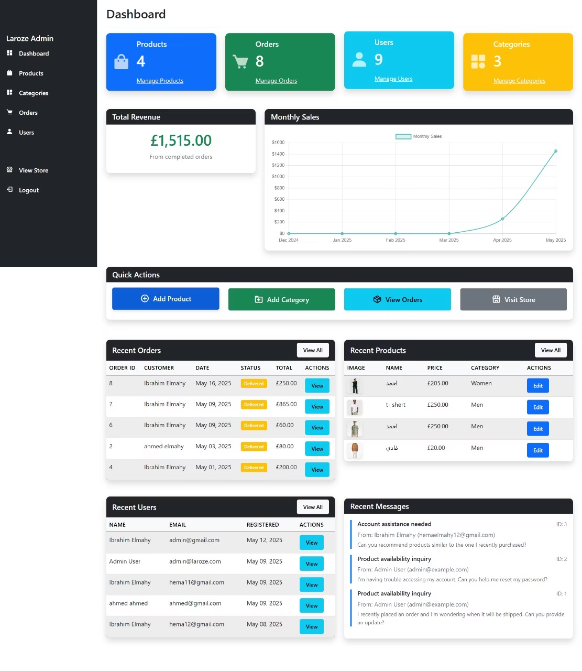 Laroze Admin
Dashboard
Products
Categories
Orders
Users
View Store
Logout
Dashboard
Products
4
Manage Products
Orders
8
Manage Orders
Users
9
Manage Users
Categories
3
Manage Categories
Total Revenue
£1,515.00
From completed orders
Monthly Sales
Monthly Sales
$1600
$1400
$1200
$1000
$800
$600
$400
$200
$0
Dec 2024 Jan 2025 Feb 2025 Mar 2025 Apr 2025 May 2025
Quick Actions
Add Product
Add Category
View Orders
Visit Store
Recent Orders View All
ORDER ID CUSTOMER DATE STATUS TOTAL ACTIONS
8 Ibrahim Elmahy May 16, 2025 Delivered £250.00 View
7 Ibrahim Elmahy May 09, 2025 Delivered £865.00 View
6 Ibrahim Elmahy May 09, 2025 Delivered £60.00 View
2 ahmed elmahy May 03, 2025 Delivered £80.00 View
4 Ibrahim Elmahy May 01, 2025 Delivered £200.00 View
Recent Products View All
IMAGE NAME PRICE CATEGORY ACTIONS
احمد £205.00 Women Edit
t- shert £250.00 Men Edit
احمد £250.00 Men Edit
£20.00 Men Edit
Recent Users View All
NAME EMAIL REGISTERED ACTIONS
Ibrahim Elmahy admin@gmail.com May 12, 2025 View
Admin User admin@laroze.com May 09, 2025 View
Ibrahim Elmahy hema11@gmail.com May 09, 2025 View
ahmed ahmed ahmed@gmail.com May 09, 2025 View
Ibrahim Elmahy hema12@gmail.com May 08, 2025 View
Recent Messages
Account assistance needed ID: 3
From: Ibrahim Elmahy (hemaelmahy12@gmail.com)
Can you recommend products similar to the one I recently purchased?
Product availability inquiry ID: 2
From: Admin User (admin@example.com)
I'm having trouble accessing my account. Can you help me reset my password?
Product availability inquiry ID: 1
From: Admin User (admin@example.com)
I recently placed an order and I'm wondering when it will be shipped. Can you provide
an update?